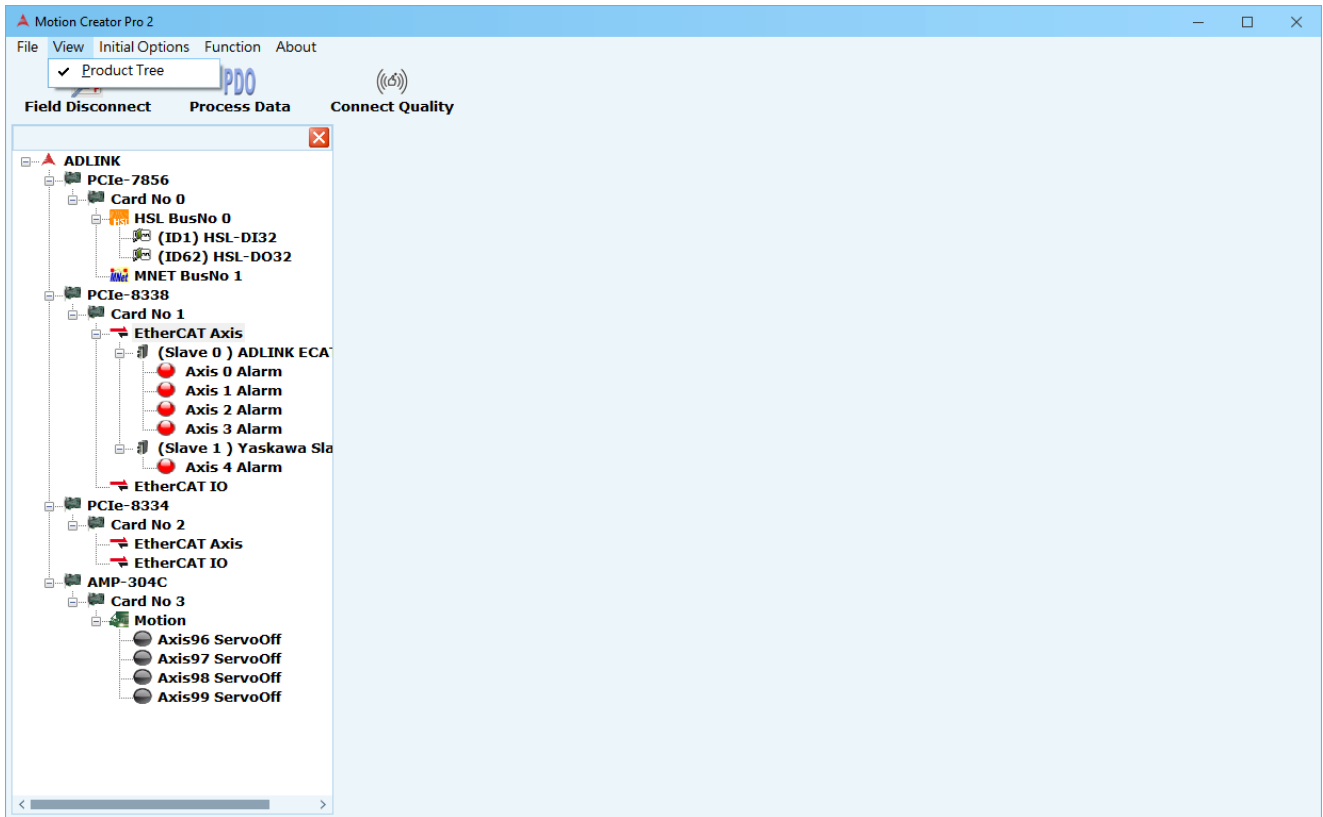 Motion Creator Pro 2
File View Initial Options Function About
Product Tree
PDO
Field Disconnect Process Data Connect Quality
ADLINK
PCIe-7856
Card No 0
HSL BusNo 0
(ID1) HSL-DI32
(ID62) HSL-DO32
MNet MNET BusNo 1
PCIe-8338
Card No 1
EtherCAT Axis
(Slave 0 ) ADLINK ECAT
Axis 0 Alarm
Axis 1 Alarm
Axis 2 Alarm
Axis 3 Alarm
(Slave 1 ) Yaskawa Sla
Axis 4 Alarm
EtherCAT IO
PCIe-8334
Card No 2
EtherCAT Axis
EtherCAT IO
AMP-304C
Card No 3
Motion
Axis96 ServoOff
Axis97 ServoOff
Axis98 ServoOff
Axis99 ServoOff